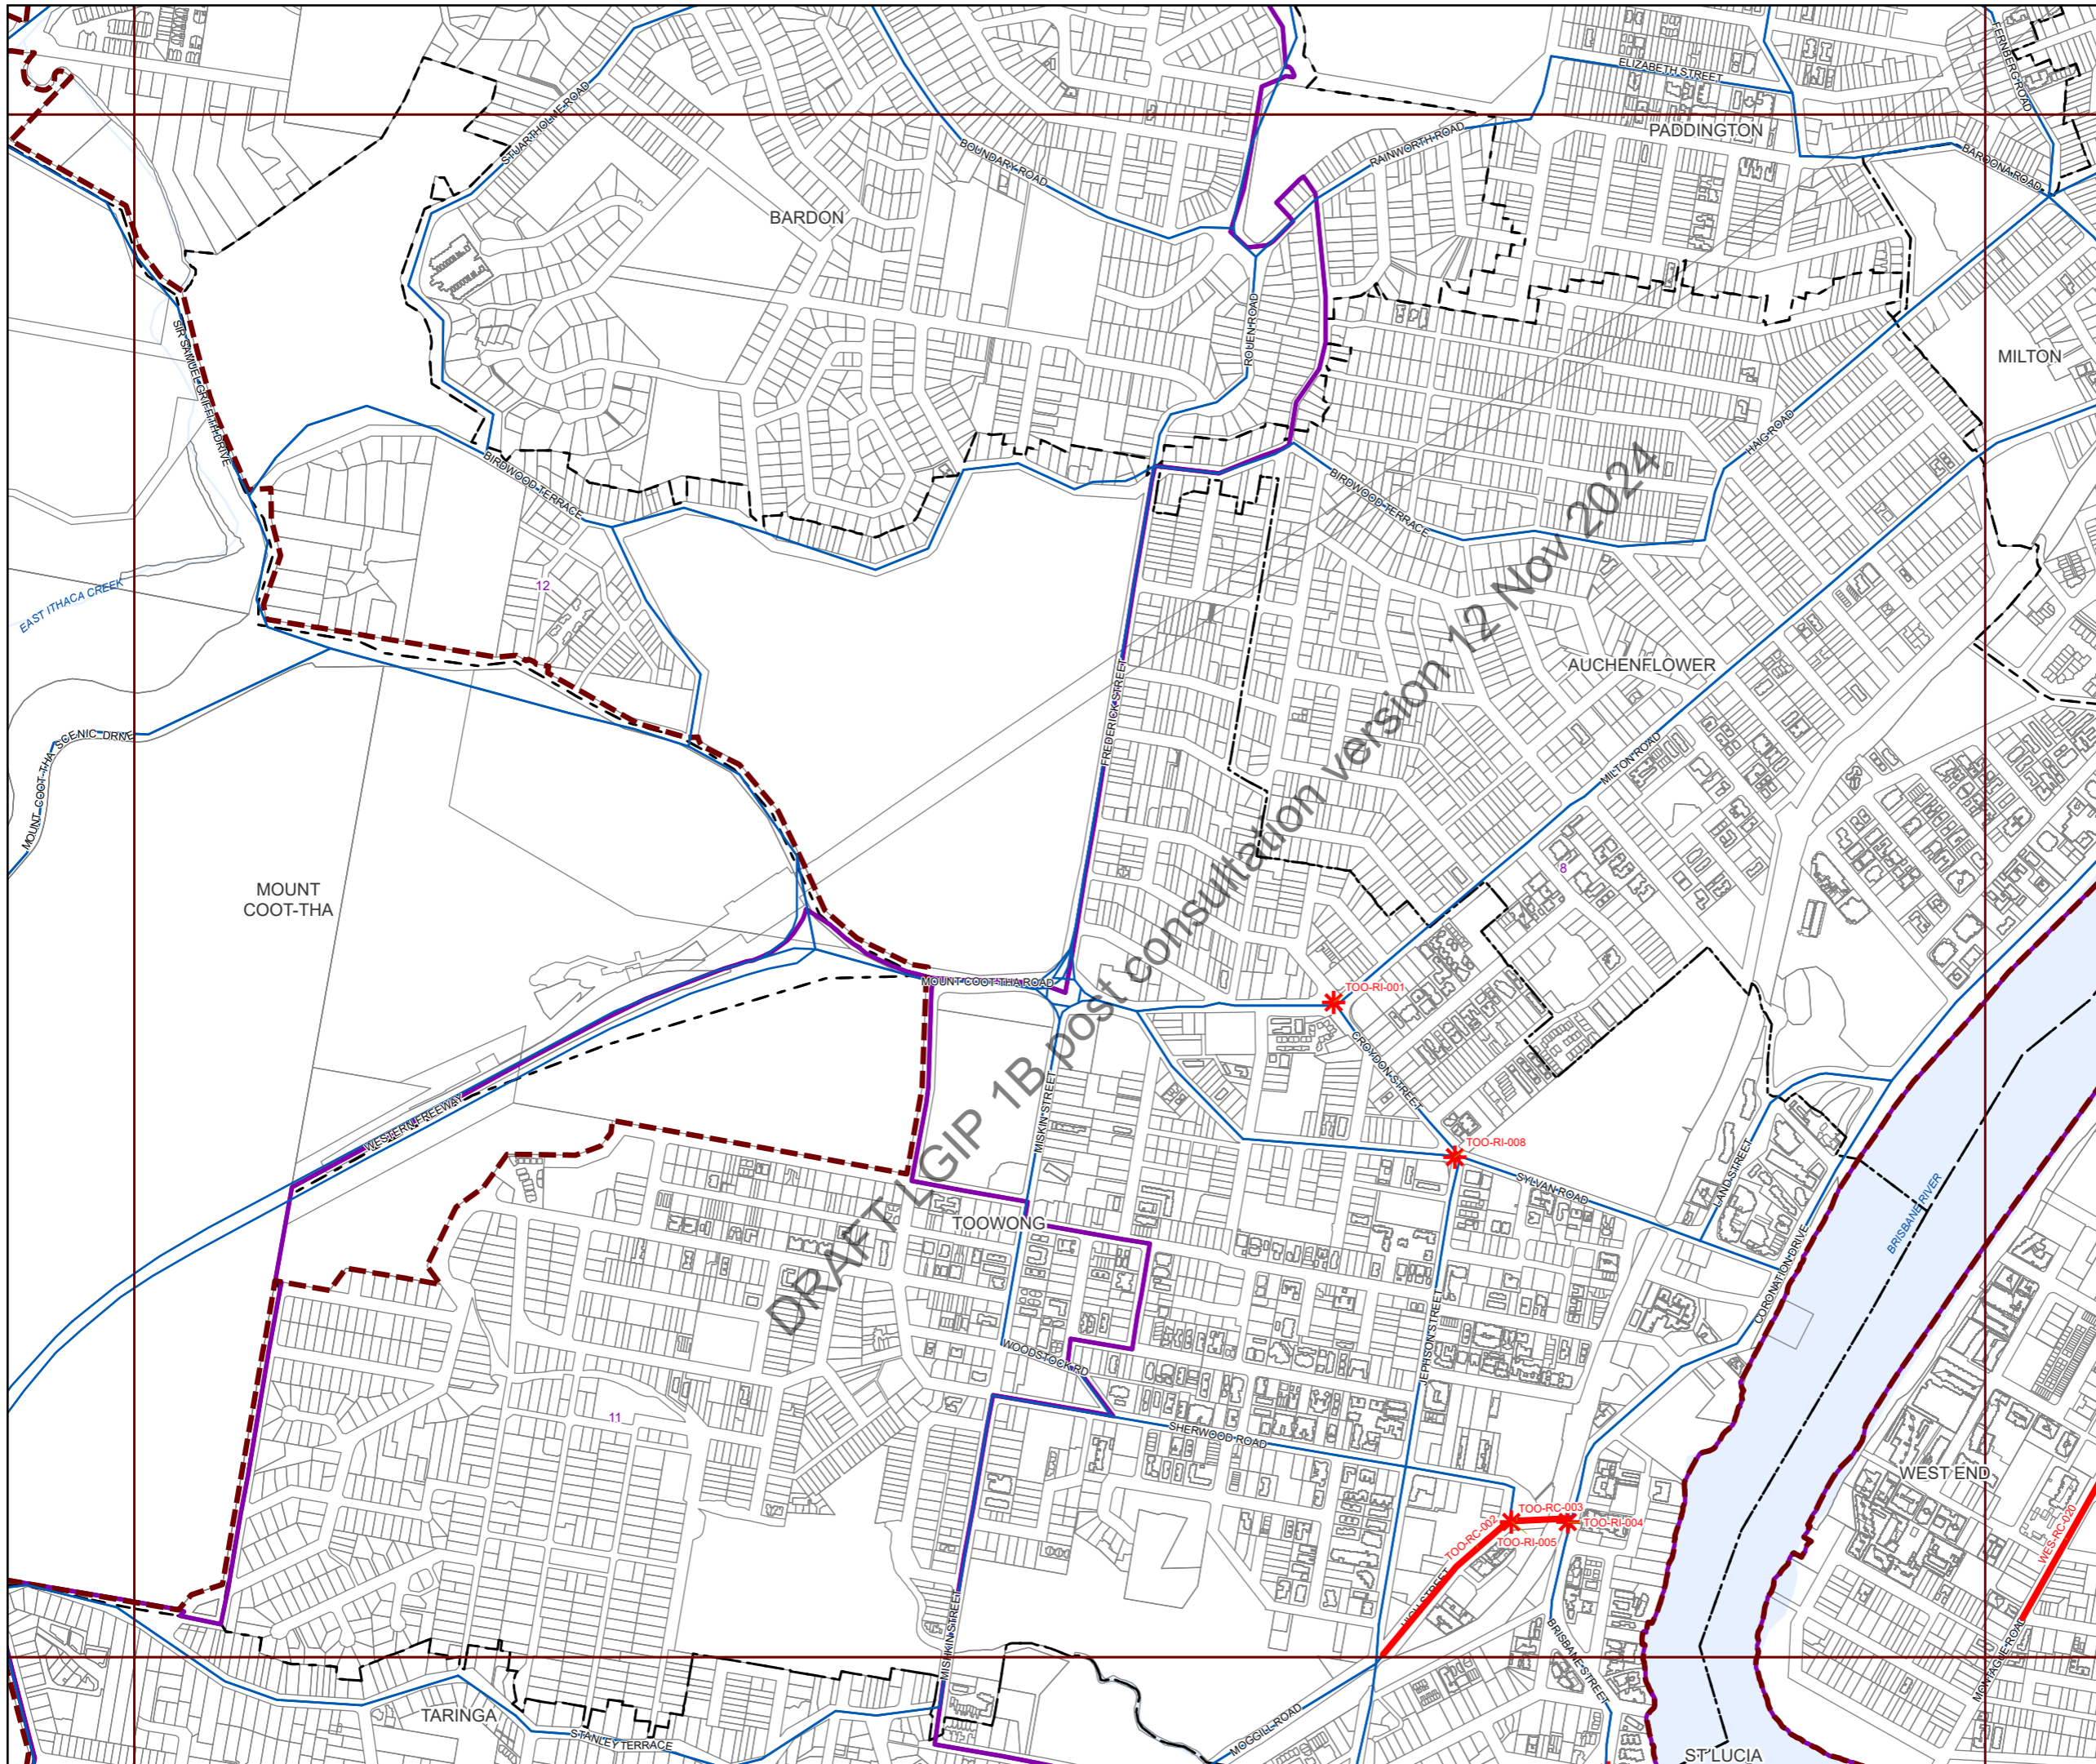 ELIZABETH STREET
FERNBERG ROAD
PADDINGTON
STUARTHOLME ROAD
BOUNDARY ROAD
RAINWORTH ROAD
BAROONA ROAD
BARDON
ROUEN ROAD
SIR SAMUEL GRIFFITH DRIVE
MILTON
HAIG ROAD
BIRDWOOD TERRACE
BIRDWOOD TERRACE
EAST ITHACA CREEK
12
FREDERICK STREET
AUCHENFLOWER
MOUNT COOT-THA SCENIC DRIVE
MILTON ROAD
8
MOUNT
COOT-THA
DRAFT LGIP 1B post consultation version 12 Nov 2024
MOUNT COOT-THA ROAD
TOO-RI-001
CROYDON STREET
MISKIN STREET
WESTERN FREEWAY
TOO-RI-008
SYLVAN ROAD
LAND STREET
BRISBANE RIVER
TOOWONG
CORONATION DRIVE
JEPHSON STREET
WOODSTOCK RD
11
SHERWOOD ROAD
WEST END
TOO-RC-003
TOO-RC-002
TOO-RI-004
TOO-RI-005
WES-RC-020
HIGH STREET
MISKIN STREET
BRISBANE STREET
MONTAGUE ROAD
TARINGA
STANLEY TERRACE
MOGGILL ROAD
ST LUCIA